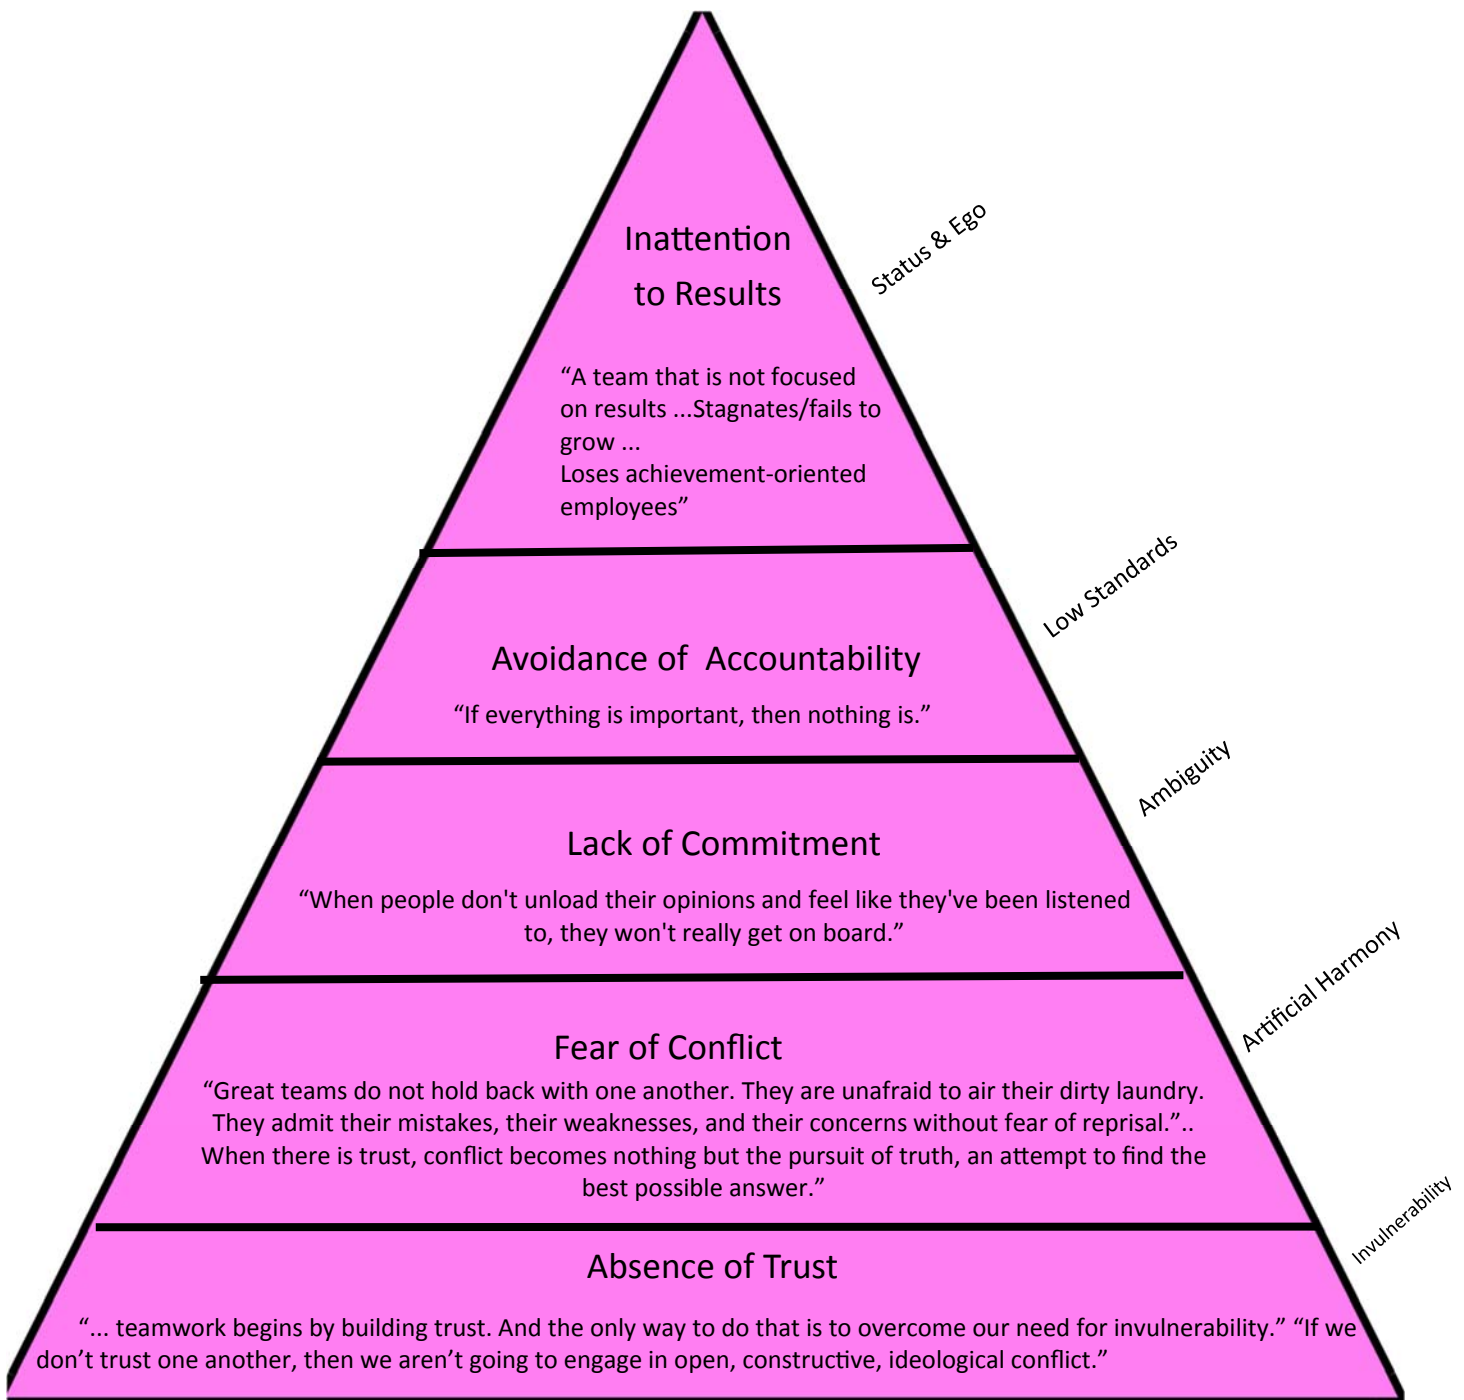 Inattention
to Results
Status & Ego
“A team that is not focused
on results ...Stagnates/fails to
grow ...
Loses achievement-oriented
employees”
Low Standards
Avoidance of  Accountability
“If everything is important, then nothing is.”
Ambiguity
Lack of Commitment
“When people don't unload their opinions and feel like they've been listened
to, they won't really get on board.”
Artificial Harmony
Fear of Conflict
“Great teams do not hold back with one another. They are unafraid to air their dirty laundry.
They admit their mistakes, their weaknesses, and their concerns without fear of reprisal.”..
When there is trust, conflict becomes nothing but the pursuit of truth, an attempt to find the
best possible answer.”
Invulnerability
Absence of Trust
“... teamwork begins by building trust. And the only way to do that is to overcome our need for invulnerability.” “If we
don’t trust one another, then we aren’t going to engage in open, constructive, ideological conflict.”